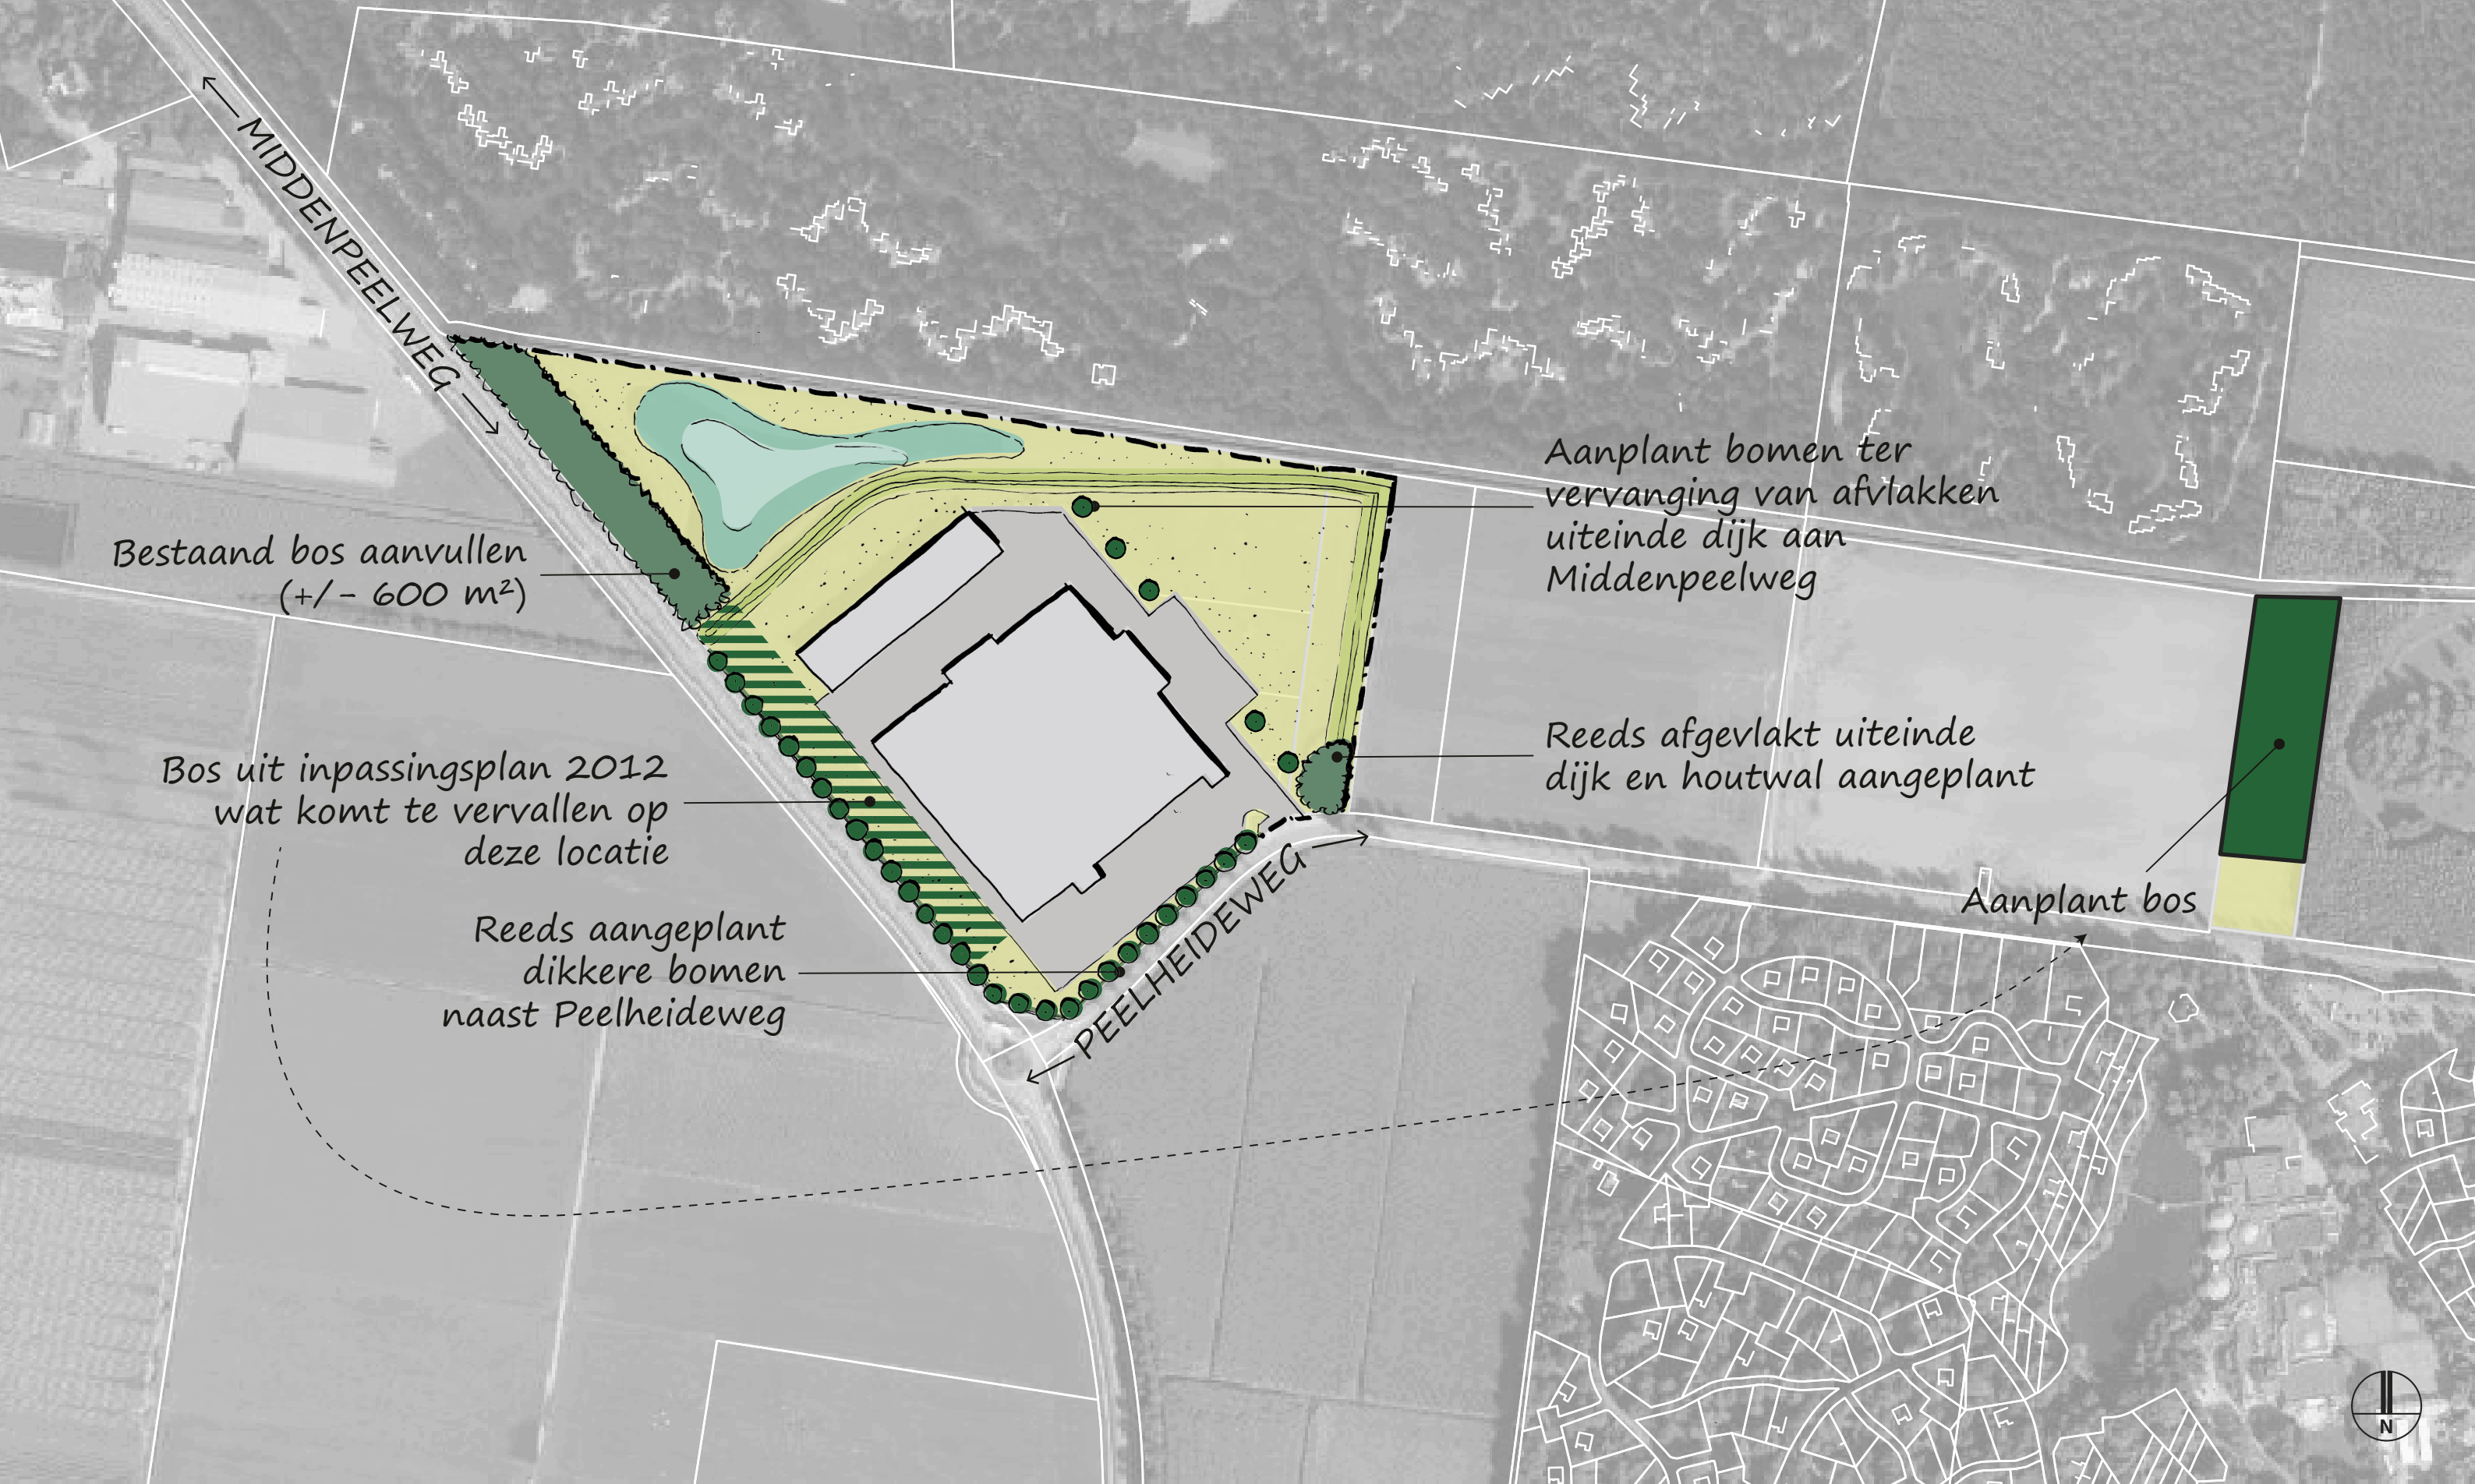 MIDDENPEELWEG
Aanplant bomen ter
vervanging van afvlakken
uiteinde dijk aan
Middenpeelweg
Bestaand bos aanvullen
(+/- 600 m²)
Reeds afgevlakt uiteinde
dijk en houtwal aangeplant
Bos uit inpassingsplan 2012
wat komt te vervallen op
deze locatie
Aanplant bos
Reeds aangeplant
dikkere bomen
naast Peelheideweg
PEELHEIDEWEG
N